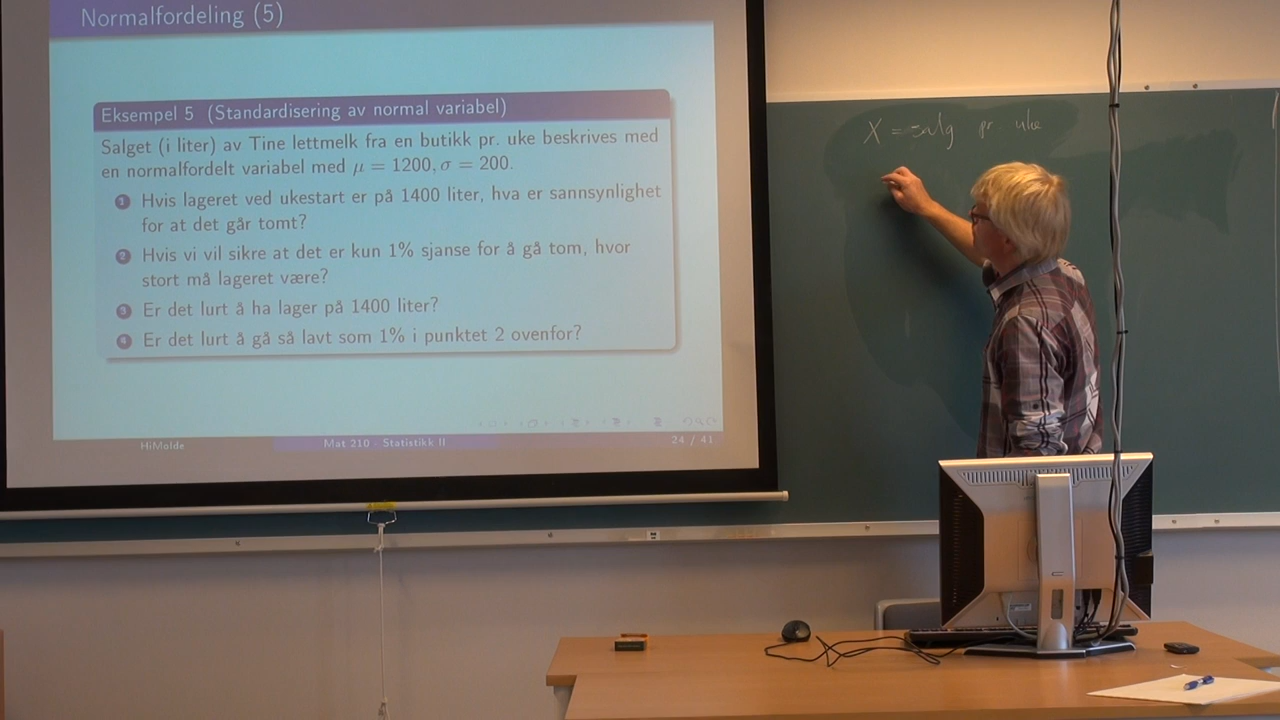 Normalfordeling (5)
Eksempel 5 (Standardisering av normal variabel)
Salget (i liter) av Tine lettmelk fra en butikk pr. uke beskrives med
en normalfordelt variabel med μ = 1200, σ = 200.
1 Hvis lageret ved ukestart er på 1400 liter, hva er sannsynlighet
for at det går tomt?
2 Hvis vi vil sikre at det er kun 1% sjanse for å gå tom, hvor
stort må lageret være?
3 Er det lurt å ha lager på 1400 liter?
4 Er det lurt å gå så lavt som 1% i punktet 2 ovenfor?
HiMolde Mat 210 - Statistikk II 24 / 41
X = salg pr uke